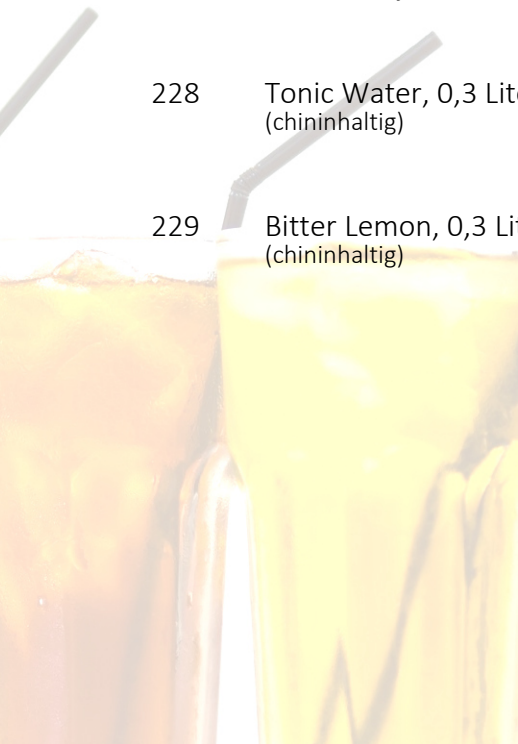 228 Tonic Water, 0,3
(chininhaltig)
229 Bitter Lemon, 0,3
(chininhaltig)